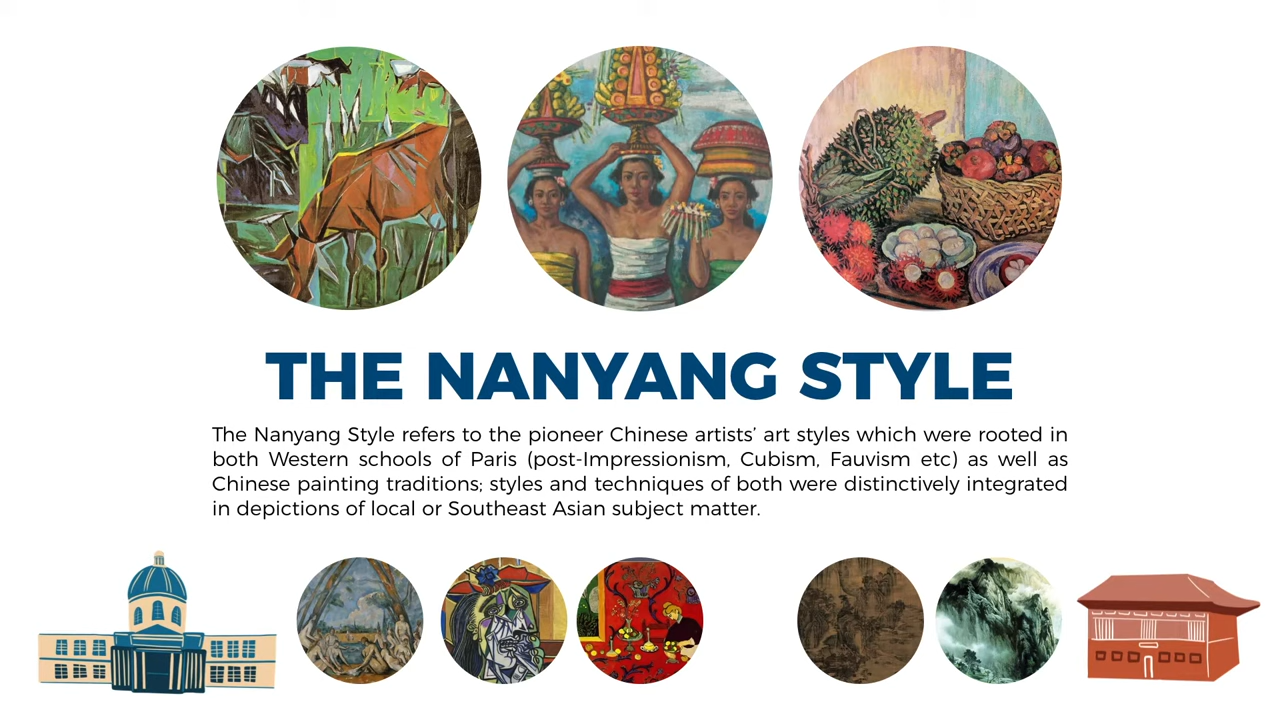 THE NANYANG STYLE
The Nanyang Style refers to the pioneer Chinese artists’ art styles which were rooted in
both Western schools of Paris (post-Impressionism, Cubism, Fauvism etc) as well as
Chinese painting traditions; styles and techniques of both were distinctively integrated
in depictions of local or Southeast Asian subject matter.